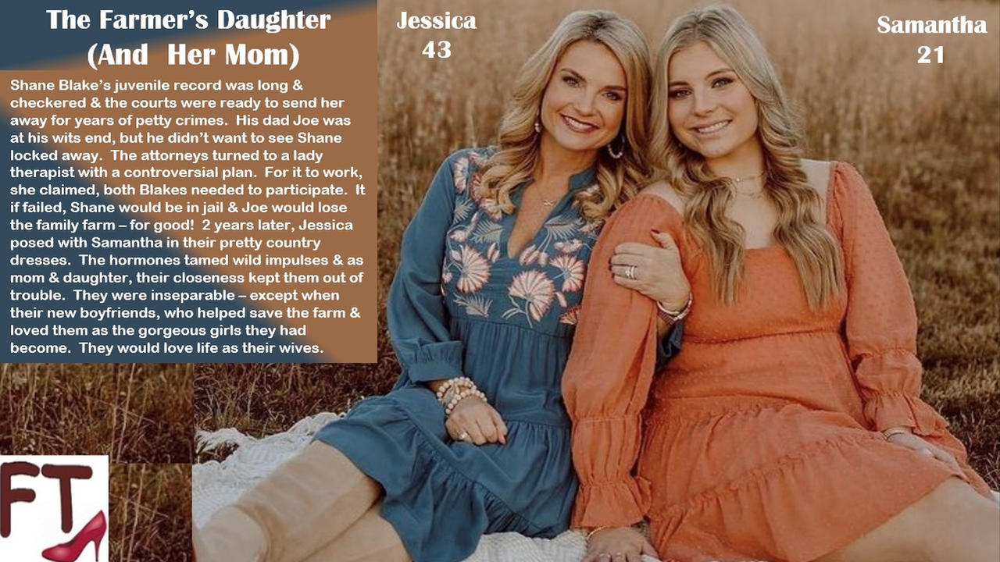 The Farmer's Daughter
(And Her Mom)
Shane Blake's juvenile record was long &
checkered & the courts were ready to send her
away for years of petty crimes. His dad Joe was
at his wits end, but he didn't want to see Shane
locked away. The attorneys turned to a lady
therapist with a controversial plan. For it to work,
she claimed, both Blakes needed to participate. It
if failed, Shane would be in jail & Joe would lose
the family farm – for good! 2 years later, Jessica
posed with Samantha in their pretty country
dresses. The hormones tamed wild impulses & as
mom & daughter, their closeness kept them out of
trouble. They were inseparable – except when
their new boyfriends, who helped save the farm &
loved them as the gorgeous girls they had
become. They would love life as their wives.
Jessica
43
Samantha
21
FT